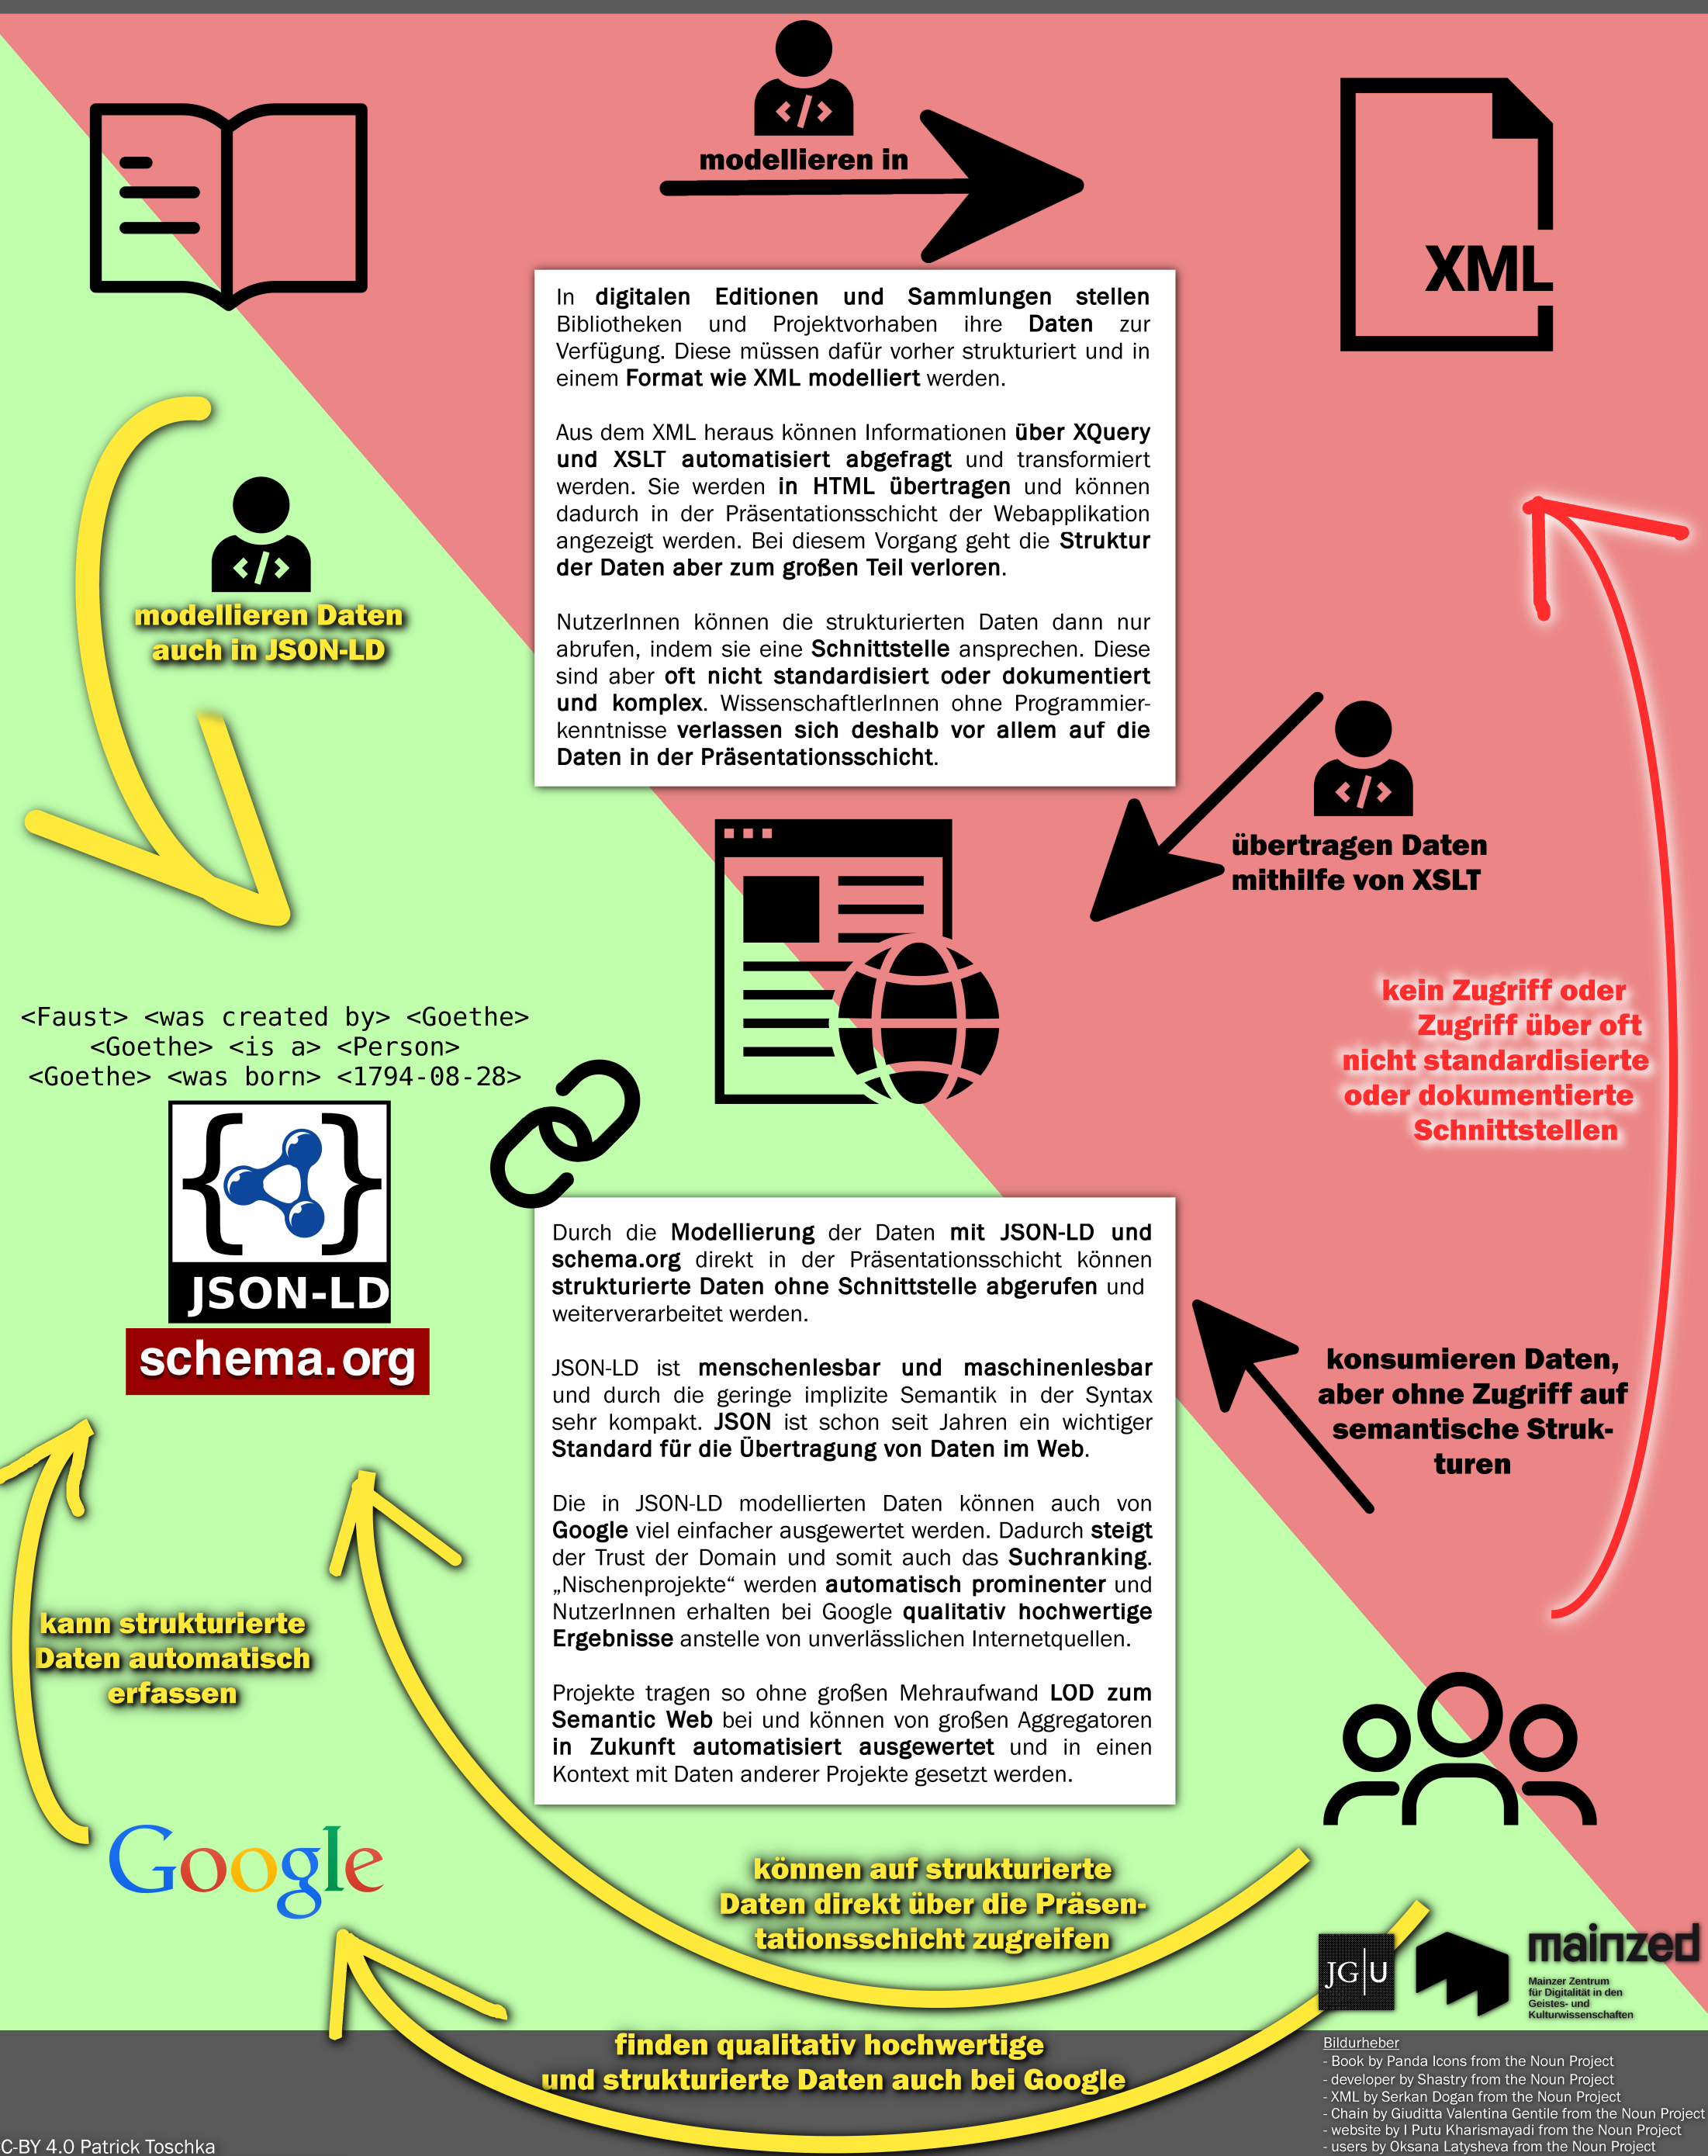 </>
modellieren in
XML
In digitalen Editionen und Sammlungen stellen
Bibliotheken und Projektvorhaben ihre Daten zur
Verfügung. Diese müssen dafür vorher strukturiert und in
einem Format wie XML modelliert werden.
Aus dem XML heraus können Informationen über XQuery
und XSLT automatisiert abgefragt und transformiert
werden. Sie werden in HTML übertragen und können
dadurch in der Präsentationsschicht der Webapplikation
angezeigt werden. Bei diesem Vorgang geht die Struktur
der Daten aber zum großen Teil verloren.
NutzerInnen können die strukturierten Daten dann nur
abrufen, indem sie eine Schnittstelle ansprechen. Diese
sind aber oft nicht standardisiert oder dokumentiert
und komplex. WissenschaftlerInnen ohne Programmier-
kenntnisse verlassen sich deshalb vor allem auf die
Daten in der Präsentationsschicht.
</>
modellieren Daten
auch in JSON-LD
</>
übertragen Daten
mithilfe von XSLT
kein Zugriff oder
Zugriff über oft
nicht standardisierte
oder dokumentierte
Schnittstellen
<Faust> <was created by> <Goethe>
<Goethe> <is a> <Person>
<Goethe> <was born> <1794-08-28>
{ }
JSON-LD
schema.org
Durch die Modellierung der Daten mit JSON-LD und
schema.org direkt in der Präsentationsschicht können
strukturierte Daten ohne Schnittstelle abgerufen und
weiterverarbeitet werden.
JSON-LD ist menschenlesbar und maschinenlesbar
und durch die geringe implizite Semantik in der Syntax
sehr kompakt. JSON ist schon seit Jahren ein wichtiger
Standard für die Übertragung von Daten im Web.
Die in JSON-LD modellierten Daten können auch von
Google viel einfacher ausgewertet werden. Dadurch steigt
der Trust der Domain und somit auch das Suchranking.
„Nischenprojekte“ werden automatisch prominenter und
NutzerInnen erhalten bei Google qualitativ hochwertige
Ergebnisse anstelle von unverlässlichen Internetquellen.
Projekte tragen so ohne großen Mehraufwand LOD zum
Semantic Web bei und können von großen Aggregatoren
in Zukunft automatisiert ausgewertet und in einen
Kontext mit Daten anderer Projekte gesetzt werden.
konsumieren Daten,
aber ohne Zugriff auf
semantische Struk-
turen
kann strukturierte
Daten automatisch
erfassen
Google
können auf strukturierte
Daten direkt über die Präsen-
tationsschicht zugreifen
finden qualitativ hochwertige
und strukturierte Daten auch bei Google
JG|U
mainzed
Mainzer Zentrum
für Digitalität in den
Geistes- und
Kulturwissenschaften
Bildurheber
- Book by Panda Icons from the Noun Project
- developer by Shastry from the Noun Project
- XML by Serkan Dogan from the Noun Project
- Chain by Giuditta Valentina Gentile from the Noun Project
- website by I Putu Kharismayadi from the Noun Project
- users by Oksana Latysheva from the Noun Project
C-BY 4.0 Patrick Toschka